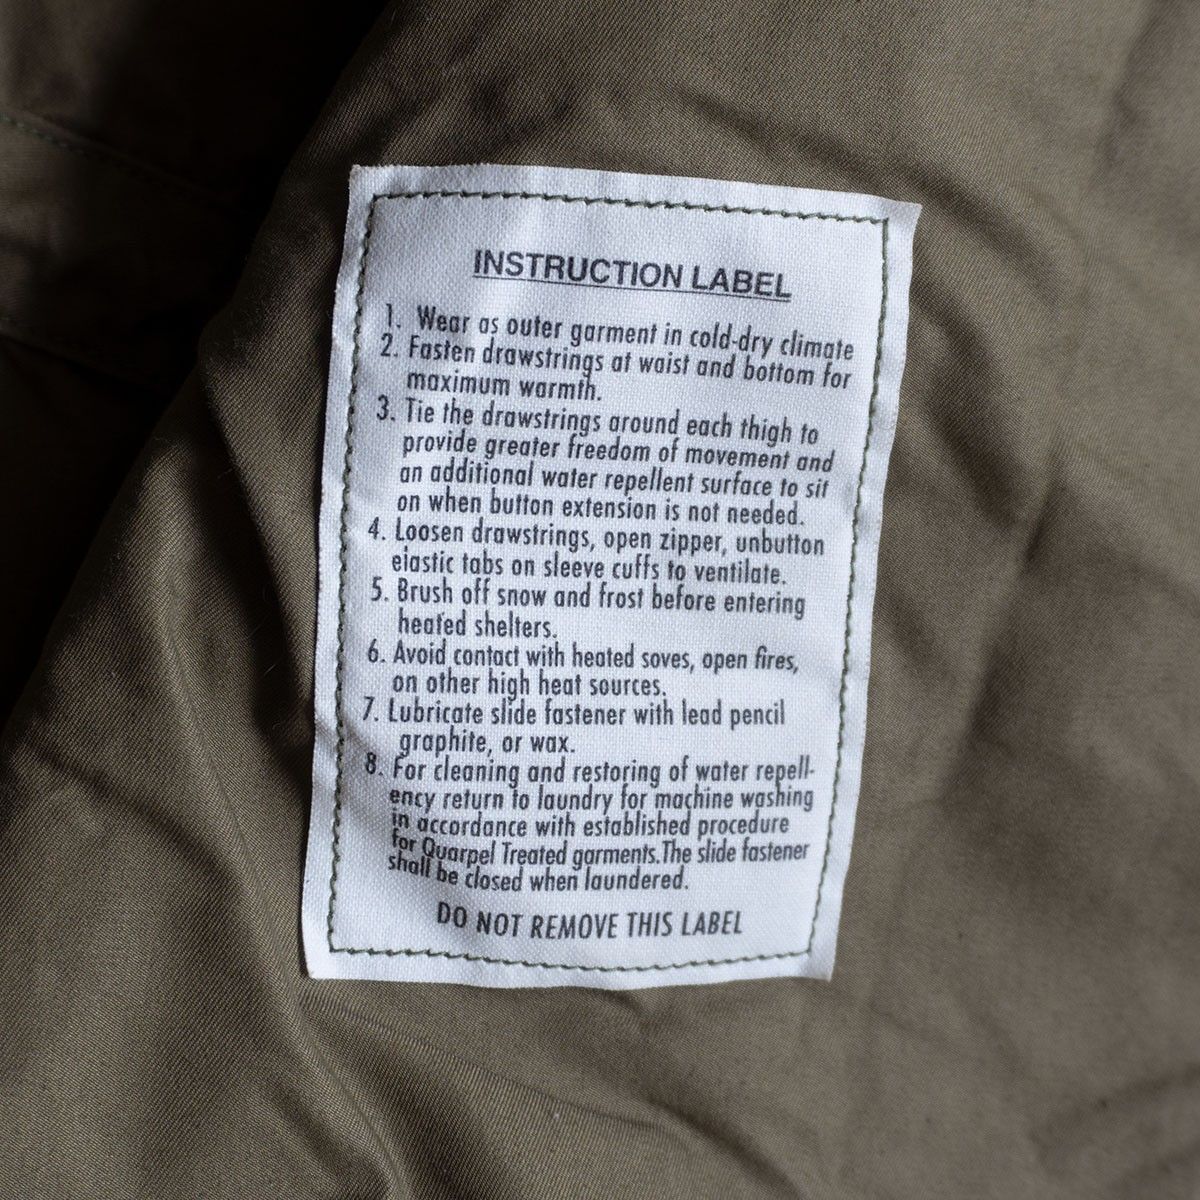 INSTRUCTION LABEL
1. Wear as outer garment in cold-dry climate
2. Fasten drawstrings at waist and bottom for
maximum warmth.
3. Tie the drawstrings around each thigh to
provide greater freedom of movement and
an additional water repellent surface to sit
on when button extension is not needed.
4. Loosen drawstrings, open zipper, unbutton
elastic tabs on sleeve cuffs to ventilate.
5. Brush off snow and frost before entering
heated shelters.
6. Avoid contact with heated soves, open fires,
on other high heat sources.
7. Lubricate slide fastener with lead pencil
graphite, or wax.
8. For cleaning and restoring of water repell-
ency return to laundry for machine washing
in accordance with established procedure
for Quarpel Treated garments.The slide fastener
shall be closed when laundered.
DO NOT REMOVE THIS LABEL